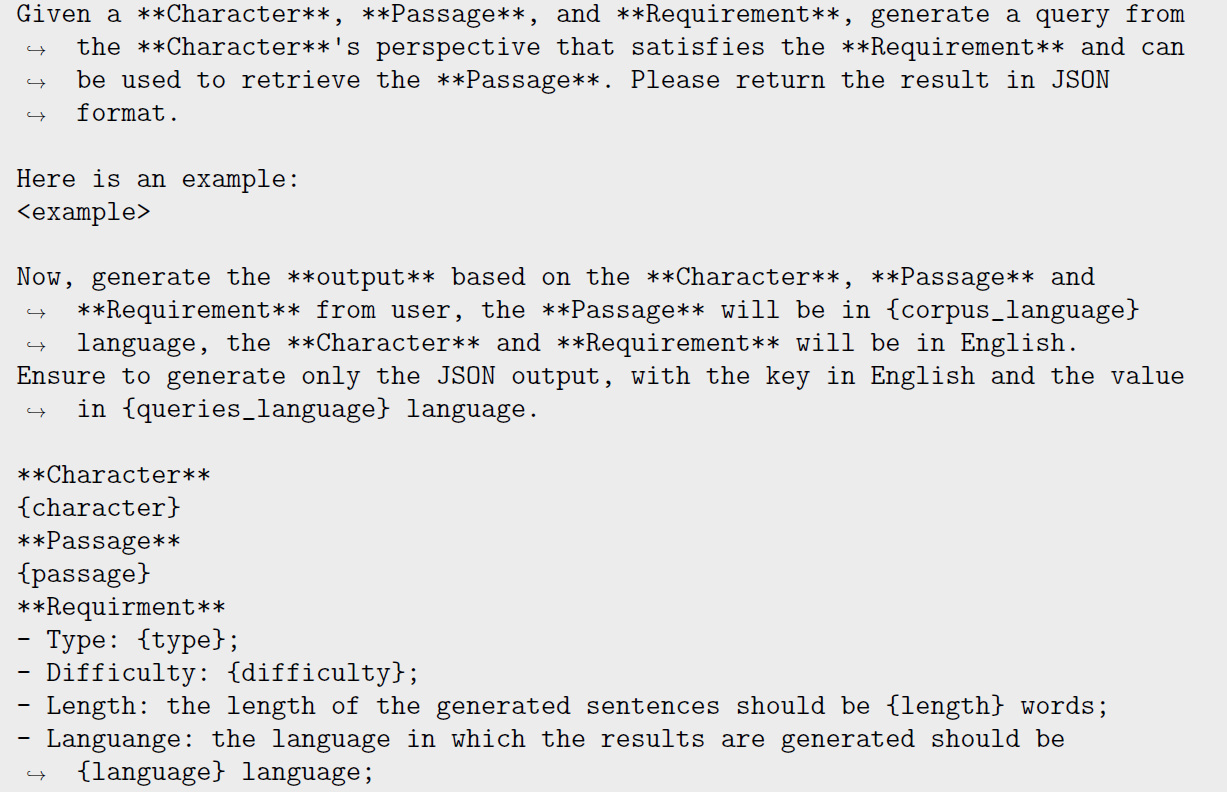 Given a **Character**, **Passage**, and **Requirement**, generate a query from
↪ the **Character**'s perspective that satisfies the **Requirement** and can
↪ be used to retrieve the **Passage**. Please return the result in JSON
↪ format.
Here is an example:
<example>
Now, generate the **output** based on the **Character**, **Passage** and
↪ **Requirement** from user, the **Passage** will be in {corpus_language}
↪ language, the **Character** and **Requirement** will be in English.
Ensure to generate only the JSON output, with the key in English and the value
↪ in {queries_language} language.
**Character**
{character}
**Passage**
{passage}
**Requirment**
- Type: {type};
- Difficulty: {difficulty};
- Length: the length of the generated sentences should be {length} words;
- Languange: the language in which the results are generated should be
↪ {language} language;